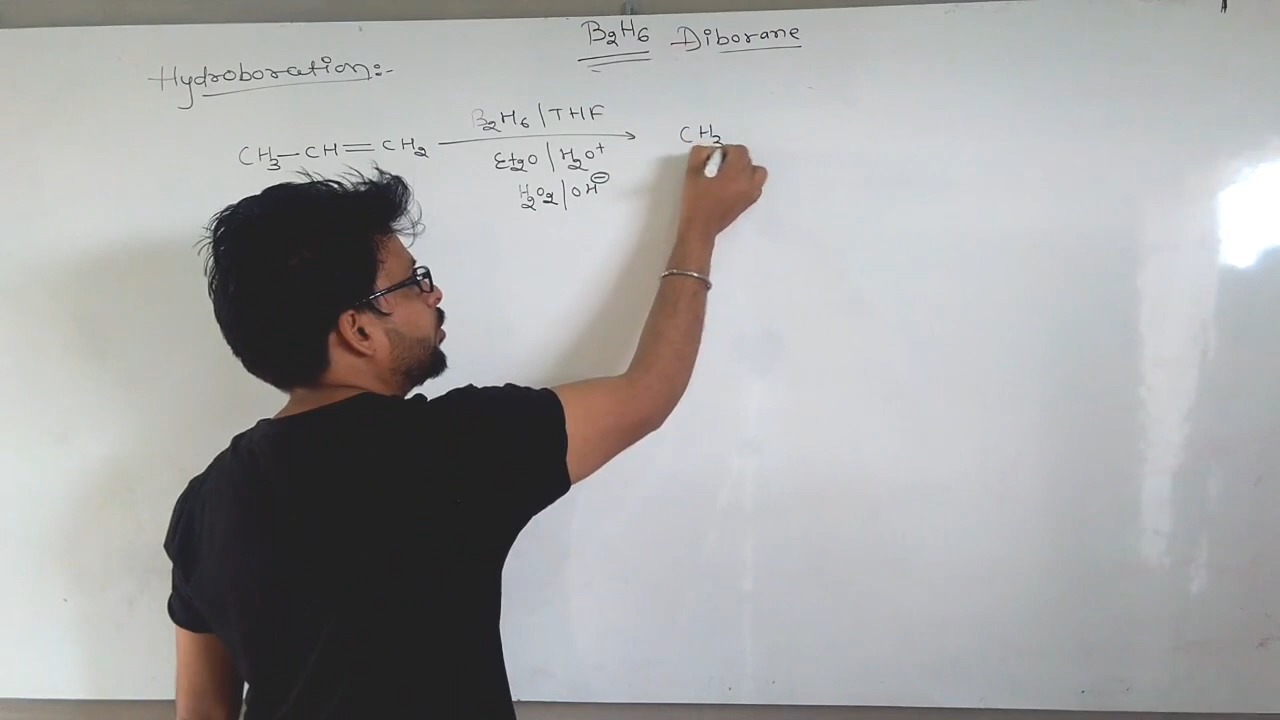 B2H6 Diborane
Hydroboration:-
B2H6 | THF
CH3—CH=CH2 → CH3
Et2O | H2O+
H2O2 | OH⊖